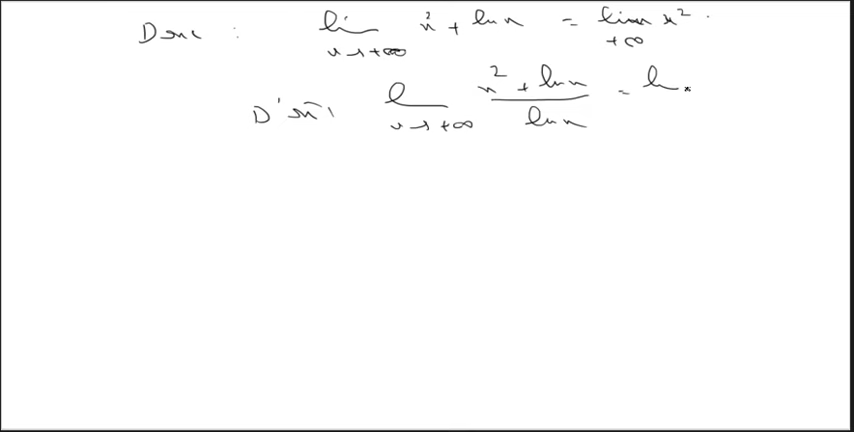 Donc : lim x→+∞ x² + ln x = lim +∞ x².
D'où lim x→+∞ (x² + ln x)/(ln x) =